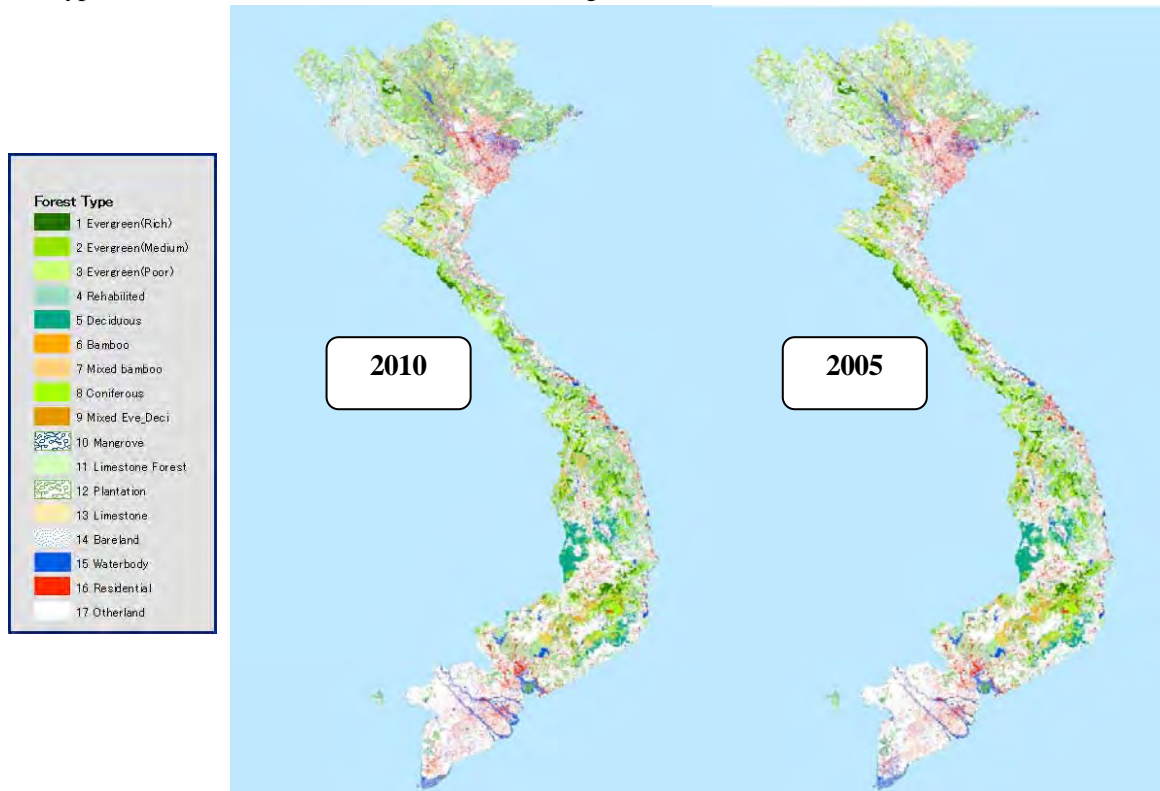 Forest Type
1 Evergreen(Rich)
2 Evergreen(Medium)
3 Evergreen(Poor)
4 Rehabilited
5 Deciduous
6 Bamboo
7 Mixed bamboo
8 Coniferous
9 Mixed Eve_Deci
10 Mangrove
11 Limestone Forest
12 Plantation
13 Limestone
14 Bareland
15 Waterbody
16 Residential
17 Otherland
2010
2005